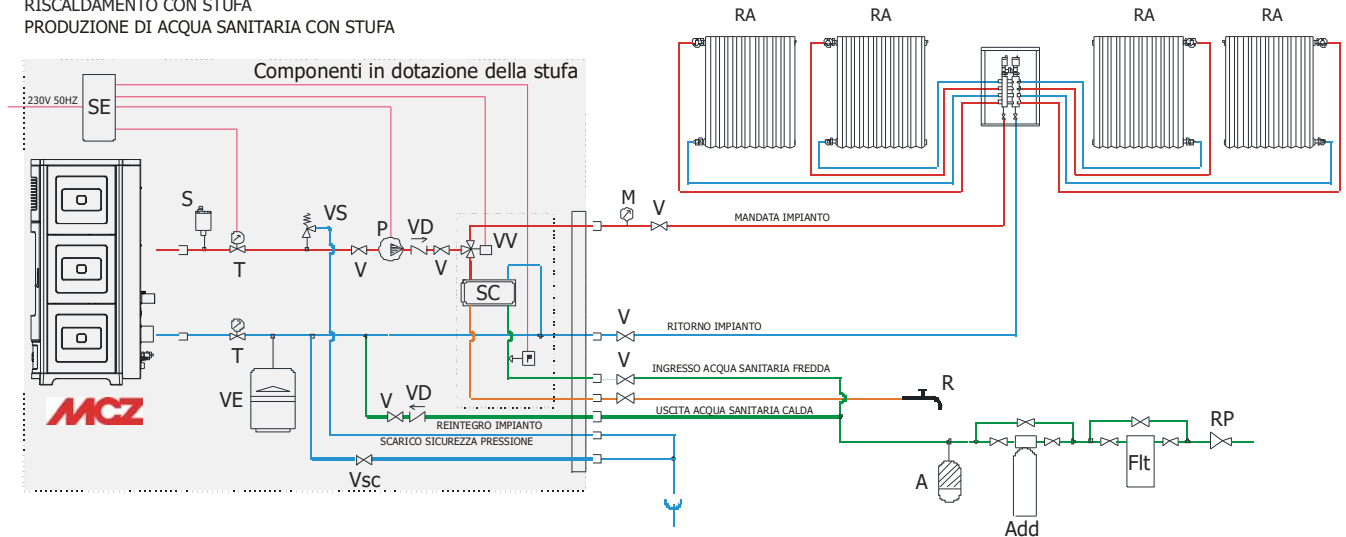 RISCALDAMENTO CON STUFA
PRODUZIONE DI ACQUA SANITARIA CON STUFA
RA
RA
RA
RA
Componenti in dotazione della stufa
230V 50HZ
SE
S
VS
P
VD
VV
M
V
MANDATA IMPIANTO
T
V
V
SC
V
RITORNO IMPIANTO
T
P
V
INGRESSO ACQUA SANITARIA FREDDA
VE
MCZ
V
VD
R
USCITA ACQUA SANITARIA CALDA
REINTEGRO IMPIANTO
SCARICO SICUREZZA PRESSIONE
RP
Vsc
A
Flt
Add